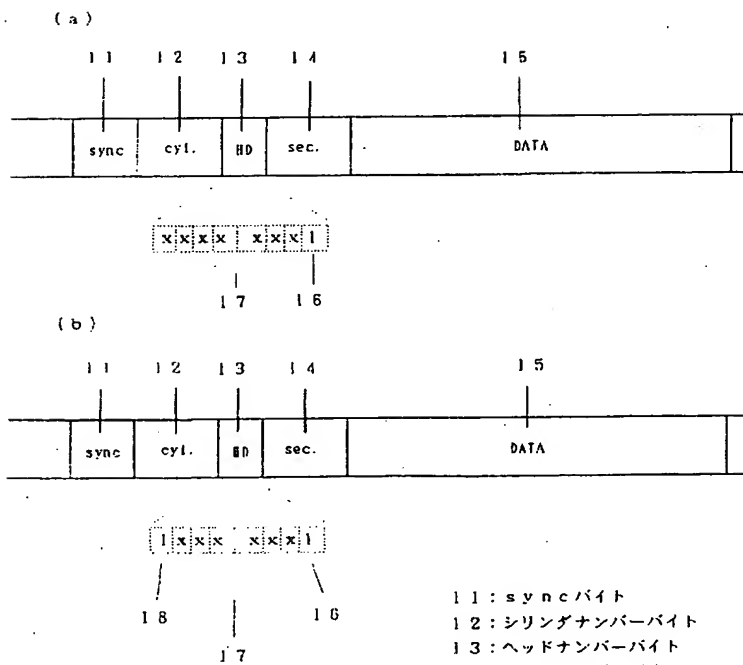 (a)
11 12 13 14 15
sync cyl. HD sec. DATA
x x x x x x x 1
17 16
(b)
11 12 13 14 15
sync cyl. HD sec. DATA
1 x x x x x x 1
18 16
17
11:syncバイト
12:シリンダナンバーバイト
13:ヘッドナンバーバイト